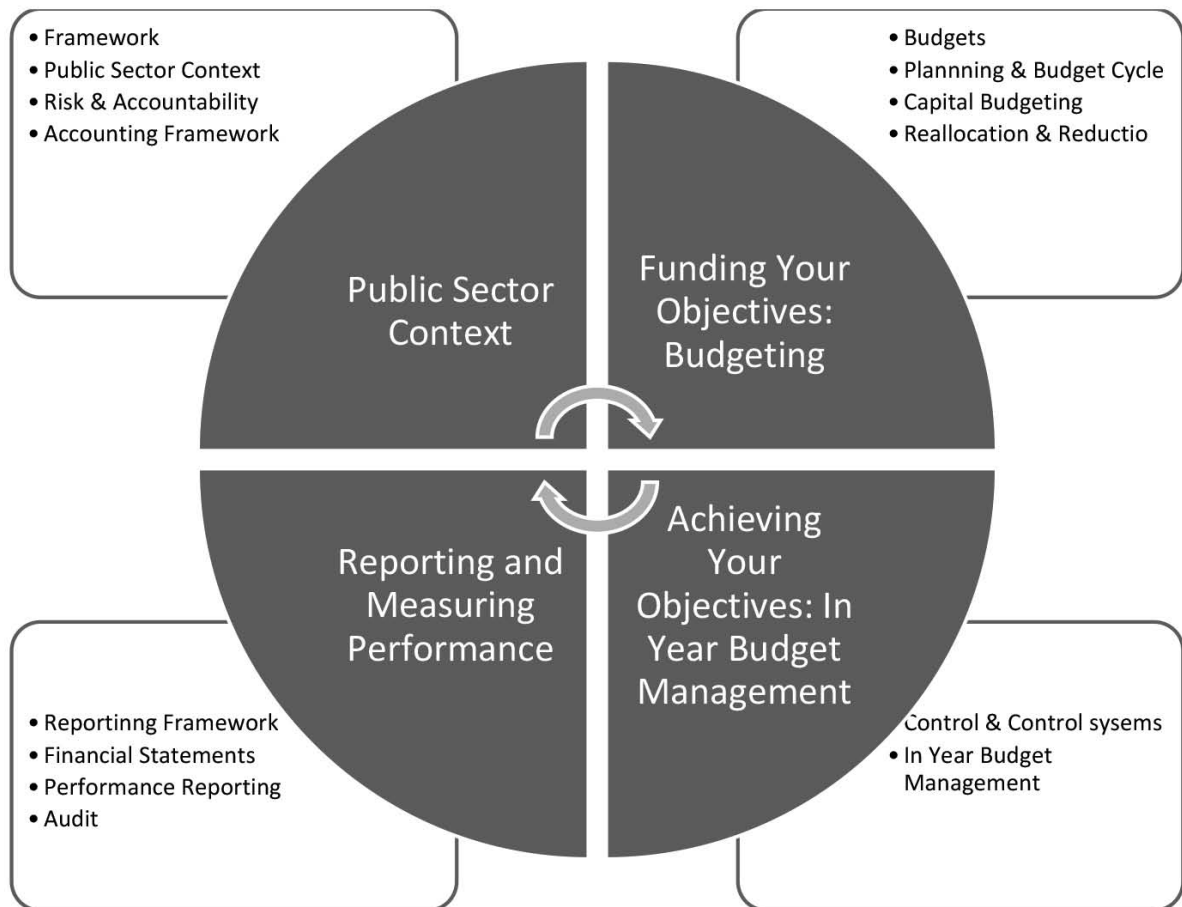 • Framework
• Public Sector Context
• Risk & Accountability
• Accounting Framework
• Budgets
• Plannning & Budget Cycle
• Capital Budgeting
• Reallocation & Reductio
Public Sector
Context
Funding Your
Objectives:
Budgeting
Reporting and
Measuring
Performance
Achieving
Your
Objectives: In
Year Budget
Management
• Reportinng Framework
• Financial Statements
• Performance Reporting
• Audit
Control & Control sysems
• In Year Budget
Management